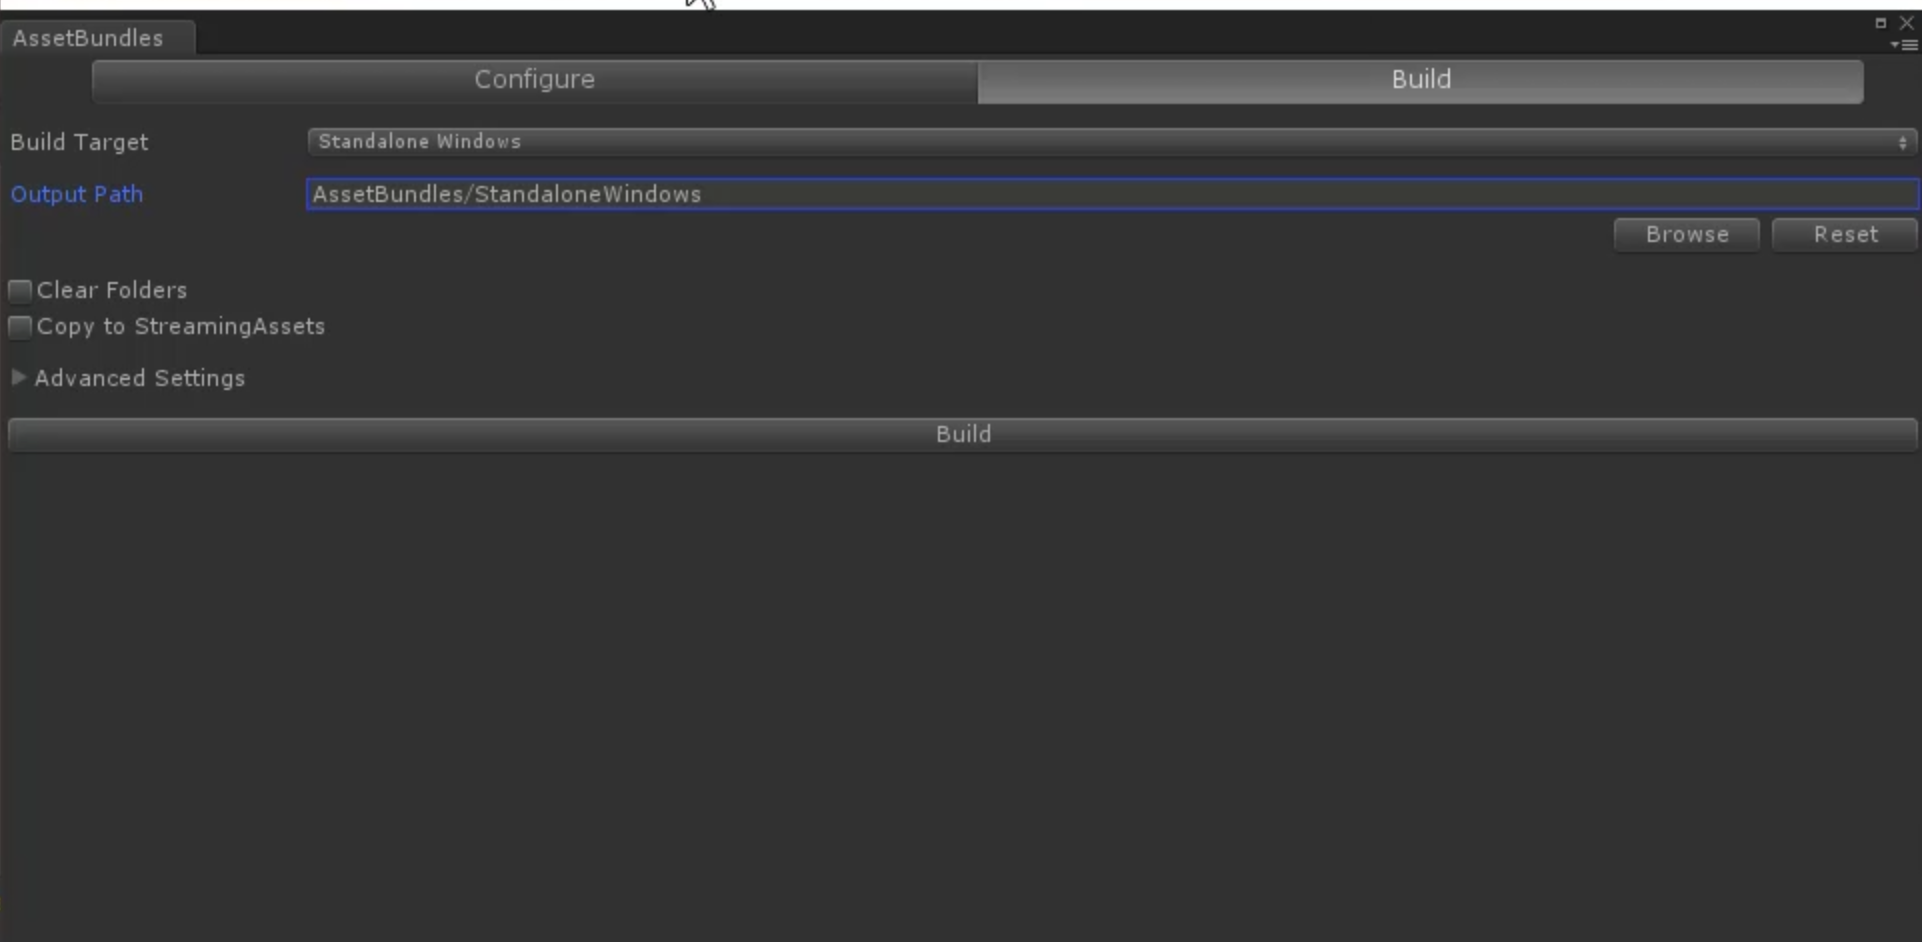 AssetBundles
Configure Build
Build Target Standalone Windows
Output Path AssetBundles/StandaloneWindows
Browse Reset
Clear Folders
Copy to StreamingAssets
Advanced Settings
Build